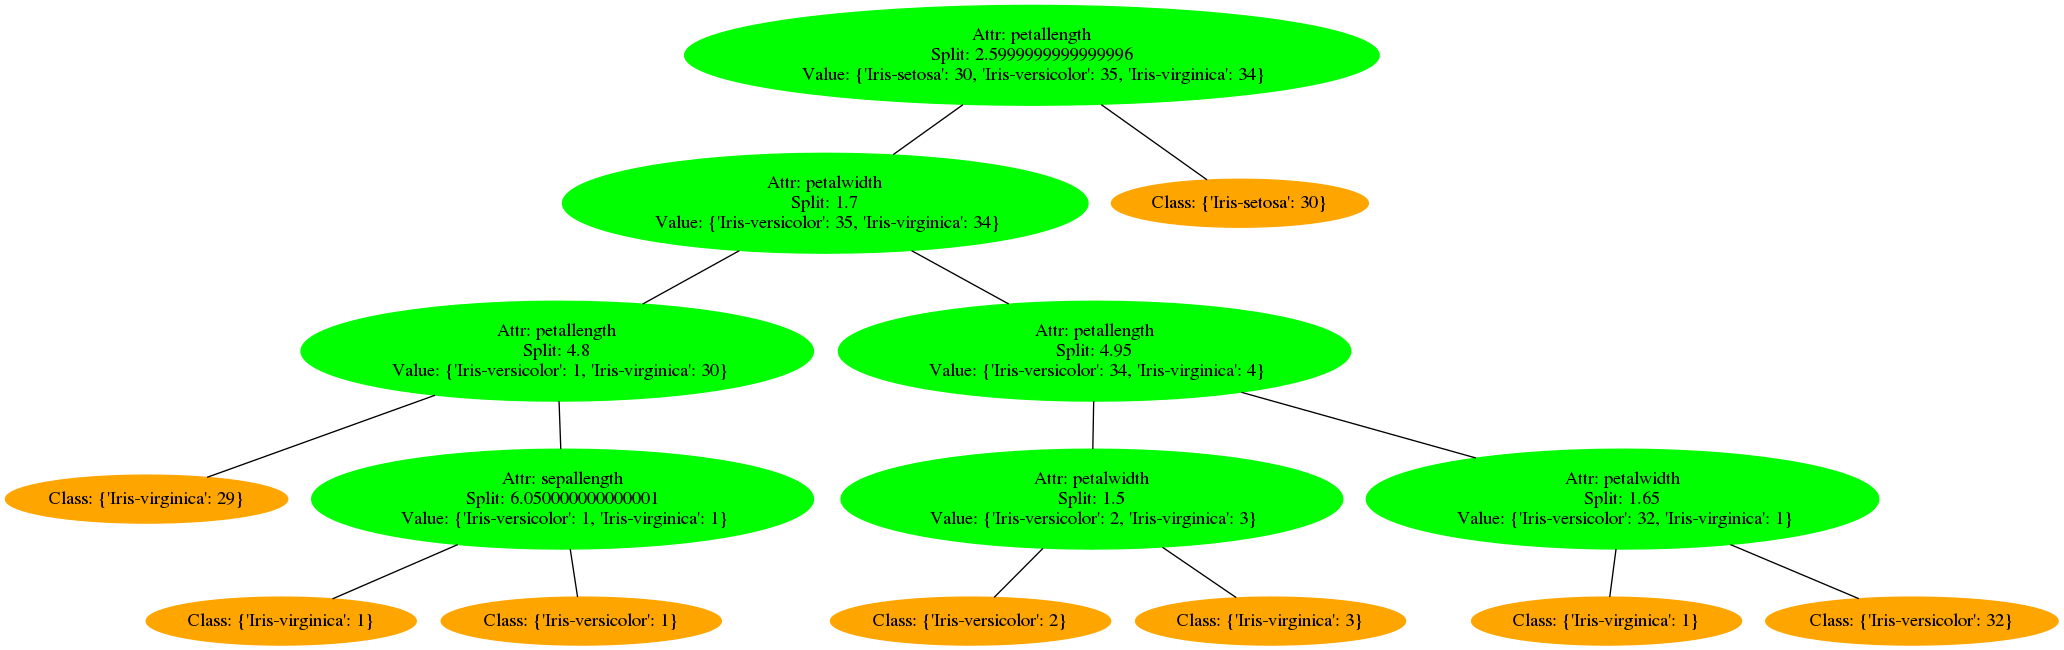 Attr: petallength
Split: 2.5999999999999996
Value: {'Iris-setosa': 30, 'Iris-versicolor': 35, 'Iris-virginica': 34}
Attr: petalwidth
Split: 1.7
Value: {'Iris-versicolor': 35, 'Iris-virginica': 34}
Class: {'Iris-setosa': 30}
Attr: petallength
Split: 4.8
Value: {'Iris-versicolor': 1, 'Iris-virginica': 30}
Attr: petallength
Split: 4.95
Value: {'Iris-versicolor': 34, 'Iris-virginica': 4}
Class: {'Iris-virginica': 29}
Attr: sepallength
Split: 6.050000000000001
Value: {'Iris-versicolor': 1, 'Iris-virginica': 1}
Attr: petalwidth
Split: 1.5
Value: {'Iris-versicolor': 2, 'Iris-virginica': 3}
Attr: petalwidth
Split: 1.65
Value: {'Iris-versicolor': 32, 'Iris-virginica': 1}
Class: {'Iris-virginica': 1}
Class: {'Iris-versicolor': 1}
Class: {'Iris-versicolor': 2}
Class: {'Iris-virginica': 3}
Class: {'Iris-virginica': 1}
Class: {'Iris-versicolor': 32}